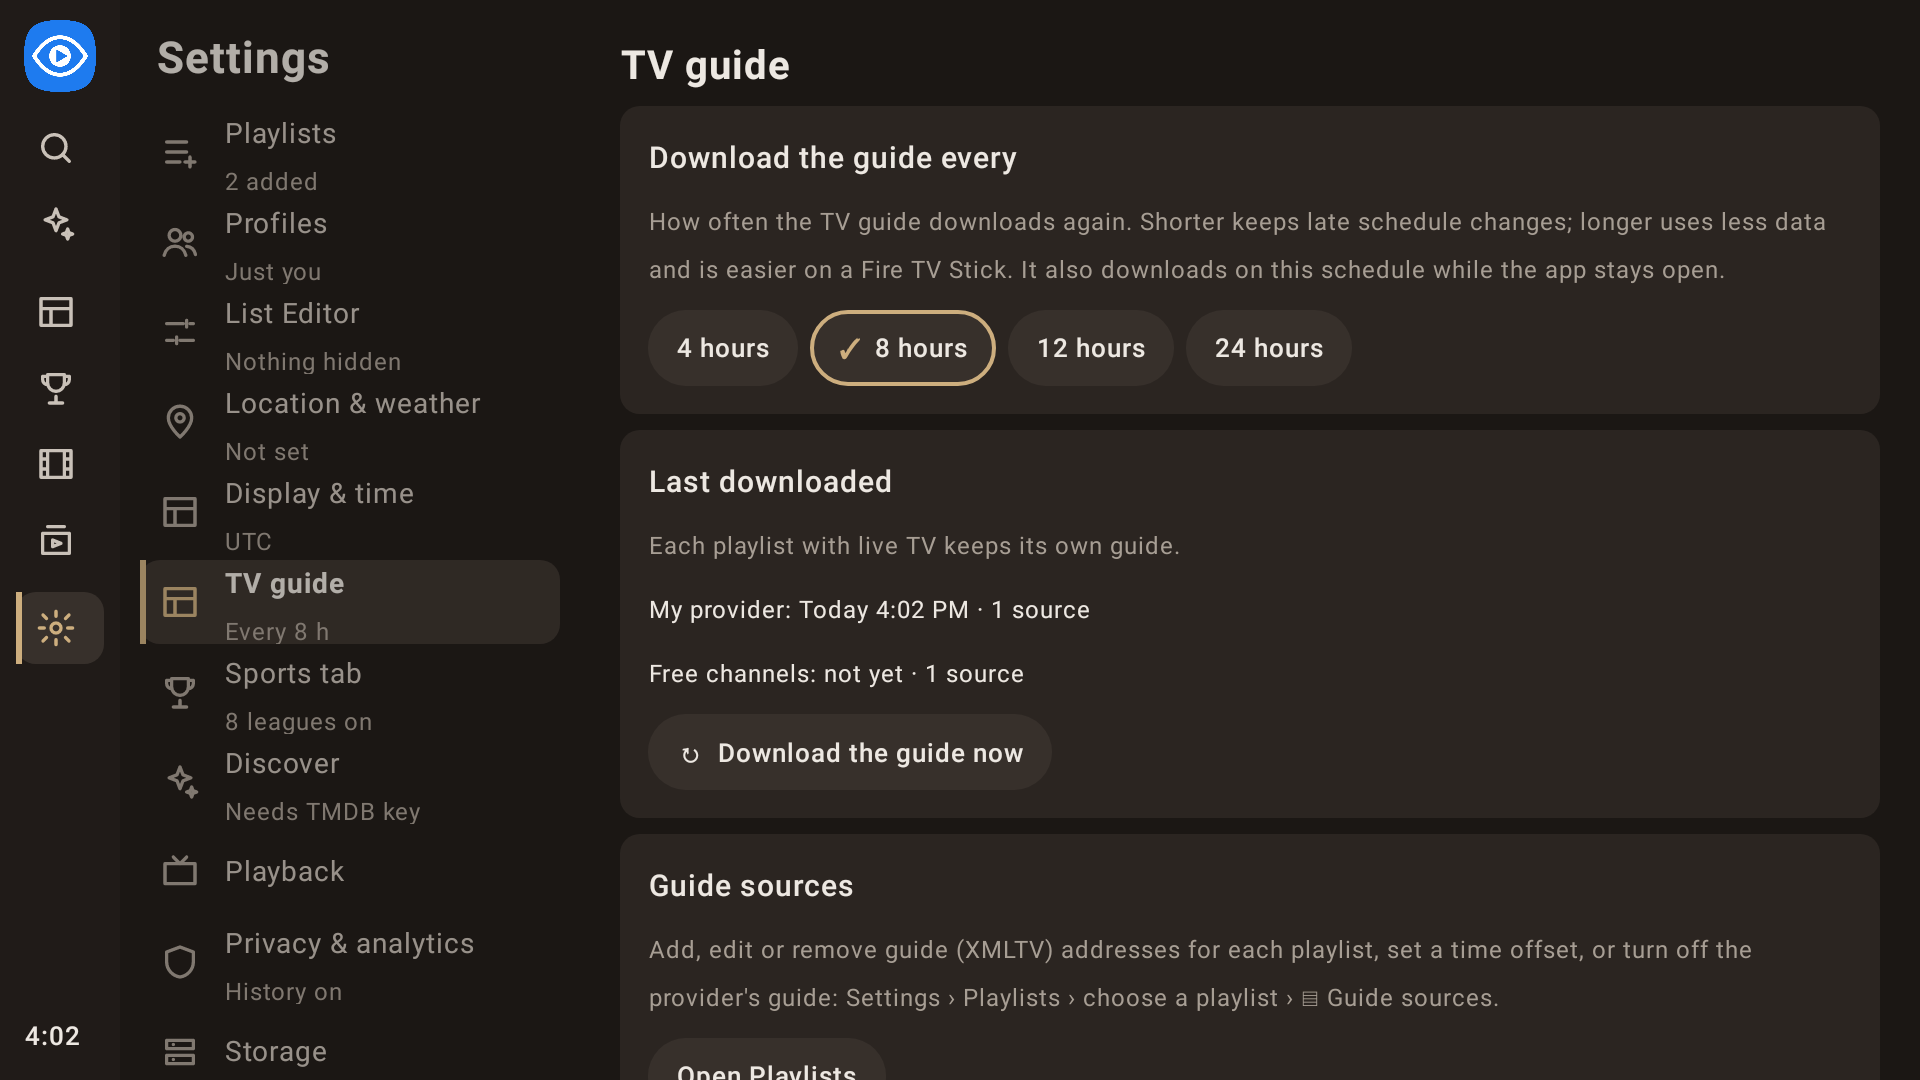 Settings
Playlists
2 added
Profiles
Just you
List Editor
Nothing hidden
Location & weather
Not set
Display & time
UTC
TV guide
Every 8 h
Sports tab
8 leagues on
Discover
Needs TMDB key
Playback
Privacy & analytics
History on
Storage
4:02
TV guide
Download the guide every
How often the TV guide downloads again. Shorter keeps late schedule changes; longer uses less data
and is easier on a Fire TV Stick. It also downloads on this schedule while the app stays open.
4 hours ✓ 8 hours 12 hours 24 hours
Last downloaded
Each playlist with live TV keeps its own guide.
My provider: Today 4:02 PM · 1 source
Free channels: not yet · 1 source
↻ Download the guide now
Guide sources
Add, edit or remove guide (XMLTV) addresses for each playlist, set a time offset, or turn off the
provider's guide: Settings › Playlists › choose a playlist › ▤ Guide sources.
Open Playlists